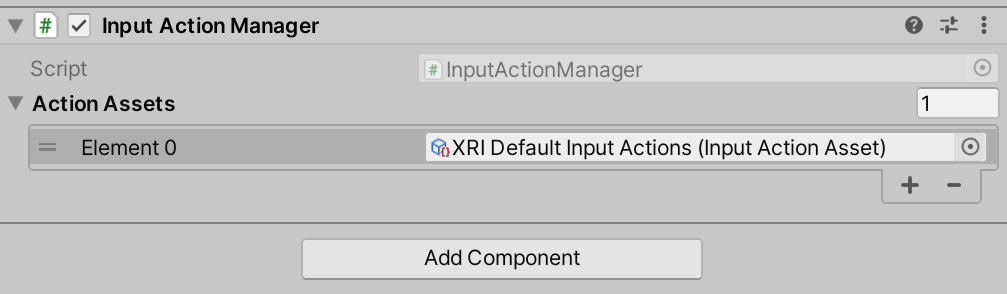 # Input Action Manager
Script # InputActionManager
Action Assets 1
Element 0 {} XRI Default Input Actions (Input Action Asset)
+ -
Add Component